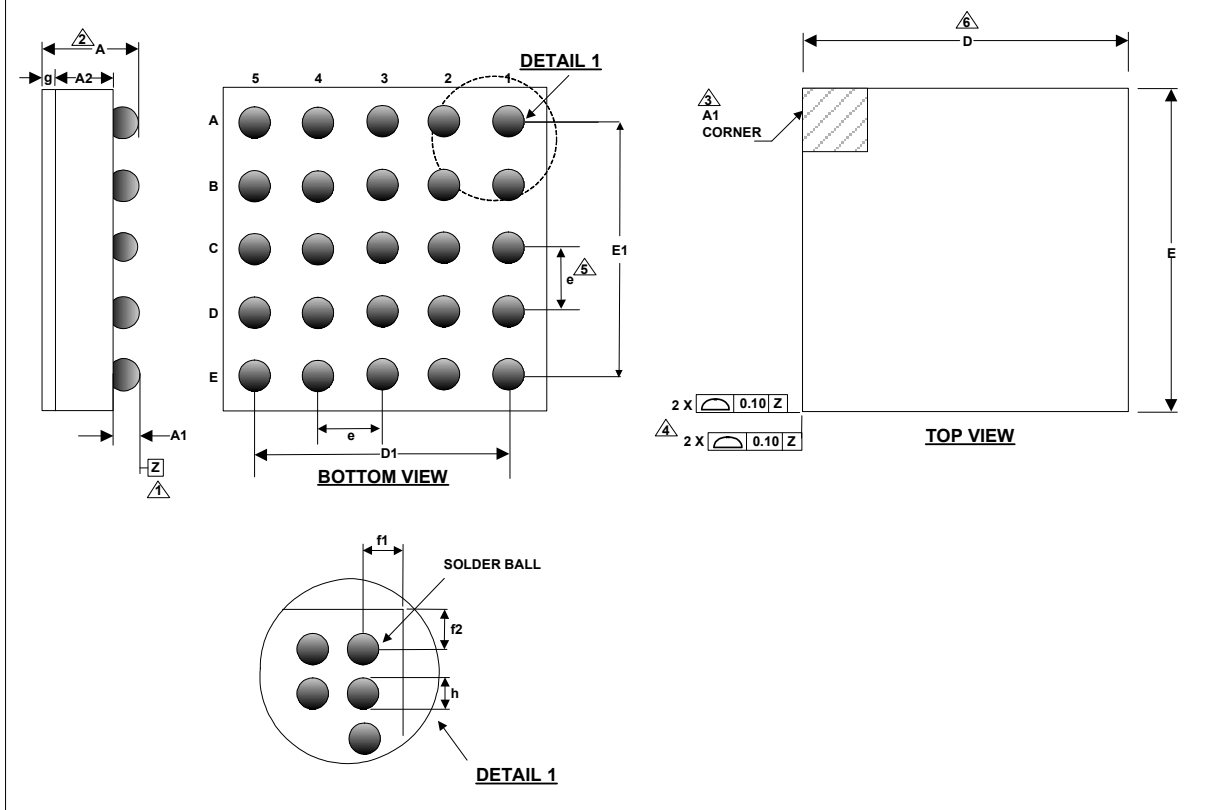 2
A
g
A2
A1
Z
1
DETAIL 1
5 4 3 2 1
A
B
C
D
E
E1
e
5
e
D1
BOTTOM VIEW
6
D
3
A1
CORNER
E
2 X 0.10 Z
4
2 X 0.10 Z
TOP VIEW
f1
SOLDER BALL
f2
h
DETAIL 1